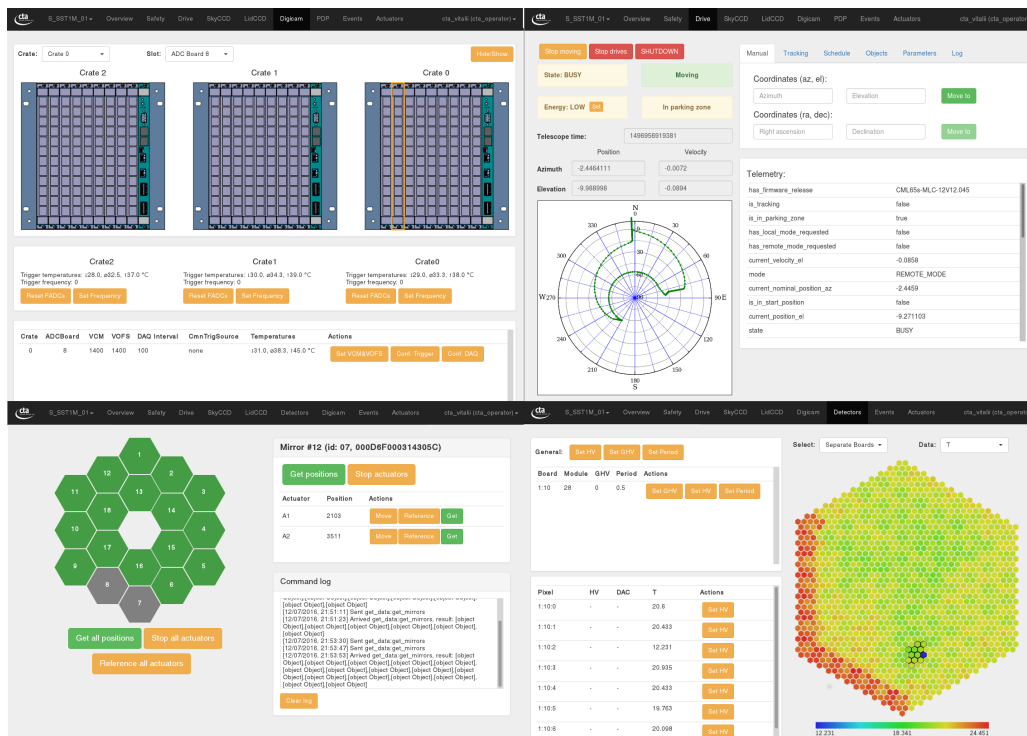 cta S_SST1M_01 Overview Safety Drive SkyCCD LidCCD Digicam PDP Events Actuators cta_vitalii (cta_operator)
Crate: Crate 0 Slot: ADC Board 8 Hide/Show
Crate 2 Crate 1 Crate 0
Crate2 Crate1 Crate0
Trigger temperatures: ↓28.0, ⌀32.5, ↑37.0 °C Trigger temperatures: ↓30.0, ⌀34.3, ↑39.0 °C Trigger temperatures: ↓29.0, ⌀33.3, ↑38.0 °C
Trigger frequency: 0 Trigger frequency: 0 Trigger frequency: 0
Reset FADCs Set Frequency Reset FADCs Set Frequency Reset FADCs Set Frequency
Crate ADCBoard VCM VOFS DAQ Interval CmnTrigSource Temperatures Actions
0 8 1400 1400 100 none ↓31.0, ⌀38.3, ↑45.0 °C Set VCM&VOFS Conf. Trigger Conf. DAQ
cta S_SST1M_01 Overview Safety Drive SkyCCD LidCCD Digicam PDP Events Actuators cta_vitalii (cta_operator
Stop moving Stop drives SHUTDOWN
State: BUSY Moving
Energy: LOW Set In parking zone
Telescope time: 1496956919381
Position Velocity
Azimuth -2.4464111 -0.0072
Elevation -9.968998 -0.0894
N
0
330 30
300 60
W 270 90 E
240 120
210 150
180
S
0
30
60
90
Manual Tracking Schedule Objects Parameters Log
Coordinates (az, el):
Azimuth Elevation Move to
Coordinates (ra, dec):
Right ascension Declination Move to
Telemetry:
has_firmware_release CML65s-MLC-12V12.045
is_tracking false
is_in_parking_zone true
has_local_mode_requested false
has_remote_mode_requested false
current_velocity_el -0.0858
mode REMOTE_MODE
current_nominal_position_az -2.4459
is_in_start_position false
current_position_el -9.271103
state BUSY
cta S_SST1M_01 Overview Safety Drive SkyCCD LidCCD Detectors Digicam Events Actuators cta_vitalii (cta_operator)
1
12 2
11 13 3
18 14
10 4
17 15
9 16 5
8 6
7
Get all positions Stop all actuators
Reference all actuators
Mirror #12 (id: 07, 000D6F000314305C)
Get positions Stop actuators
Actuator Position Actions
A1 2103 Move Reference Get
A2 3511 Move Reference Get
Command log
[object Object],[object Object],[object Object],[object Object],
[object Object],[object Object]
[12/07/2016, 21:51:11] Sent get_data:get_mirrors
[12/07/2016, 21:51:23] Arrived get_data:get_mirrors, result: [object
Object],[object Object],[object Object],[object Object],[object Object],
[object Object]
[12/07/2016, 21:53:30] Sent get_data:get_mirrors
[12/07/2016, 21:53:47] Sent get_data:get_mirrors
[12/07/2016, 21:53:53] Arrived get_data:get_mirrors, result: [object
Object],[object Object],[object Object],[object Object],[object Object],
[object Object],[object Object],[object Object],[object Object],
[object Object],[object Object],[object Object],[object Object],
[object Object],[object Object]
Clear log
cta S_SST1M_01 Overview Safety Drive SkyCCD LidCCD Digicam Detectors Events Actuators cta_vitalii (cta_operator
General: Set HV Set GHV Set Period
Board Module GHV Period Actions
1:10 28 0 0.5 Set GHV Set HV Set Period
Pixel HV DAC T Actions
1:10:0 - - 20.6 Set HV
1:10:1 - - 20.433 Set HV
1:10:2 - - 12.231 Set HV
1:10:3 - - 20.935 Set HV
1:10:4 - - 20.433 Set HV
1:10:5 - - 19.763 Set HV
1:10:6 - - 20.098 Set HV
Select: Separate Boards Data: T
12.231 18.341 24.451